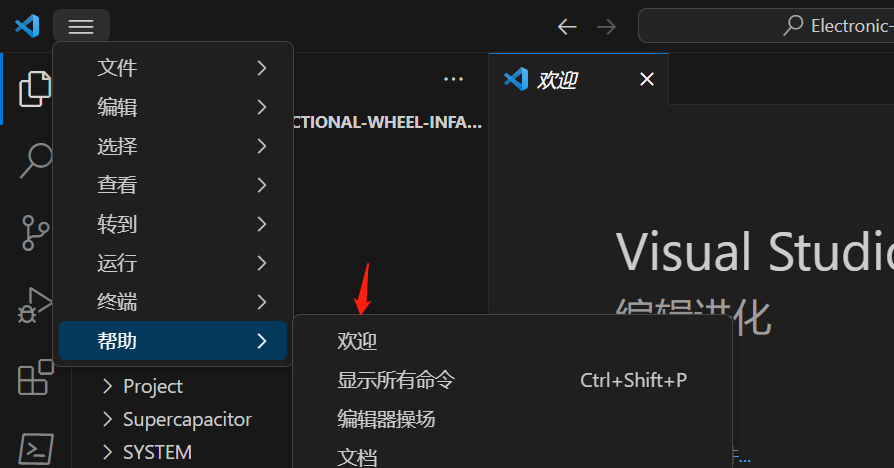 Electronic-
文件
编辑
选择
查看
转到
运行
终端
帮助
CTIONAL-WHEEL-INFA...
欢迎
Visual Studio
编辑进化
欢迎
显示所有命令 Ctrl+Shift+P
编辑器操场
文档
Project
Supercapacitor
SYSTEM